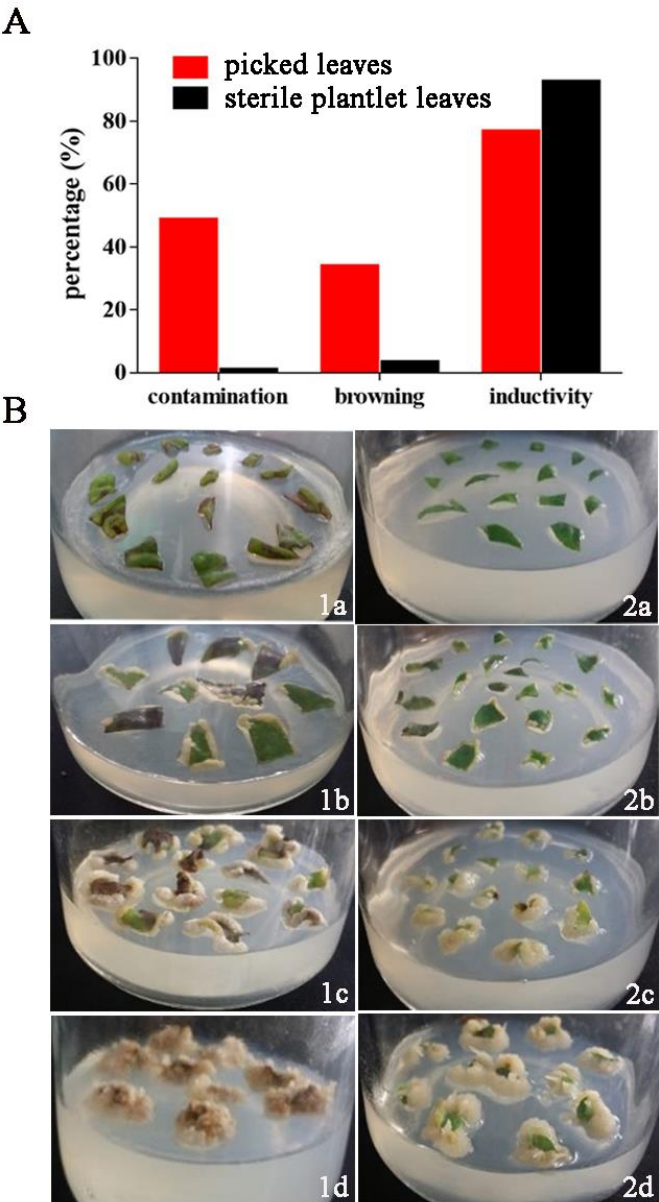 A
picked leaves
sterile plantlet leaves
percentage (%)
100
80
60
40
20
0
contamination browning inductivity
B
1a 2a
1b 2b
1c 2c
1d 2d